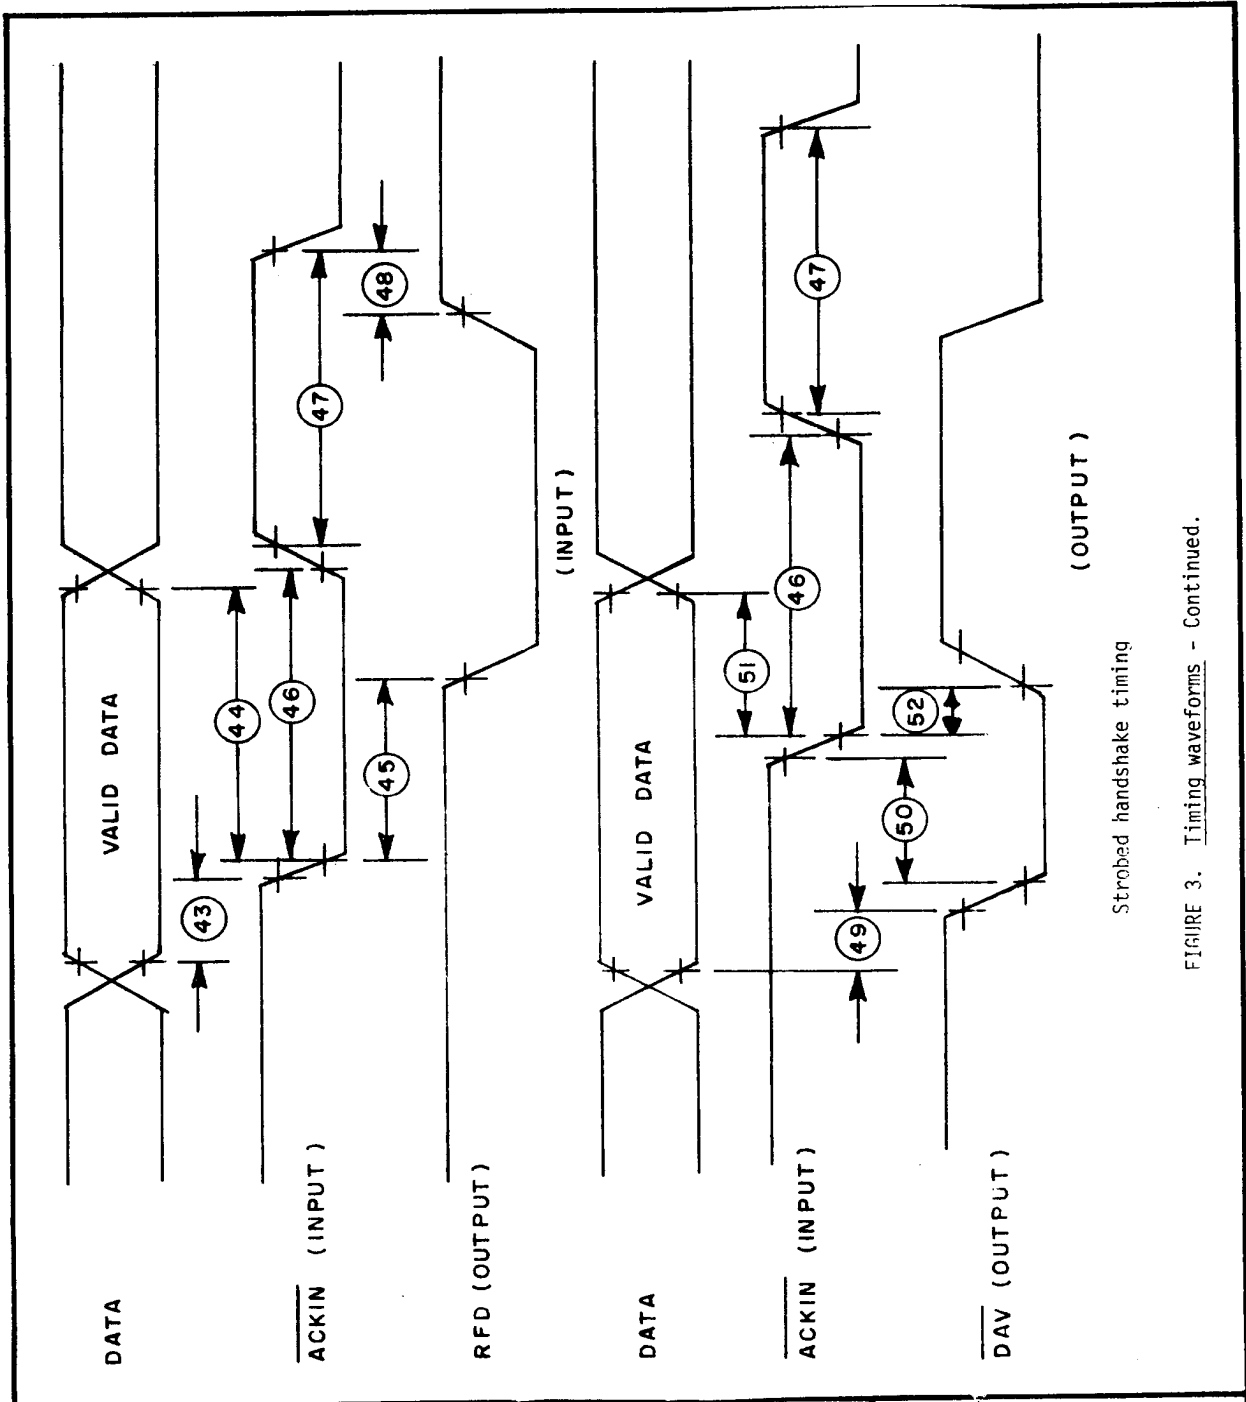 DATA
VALID DATA
43
44
ACKIN (INPUT)
46
47
45
48
RFD (OUTPUT)
(INPUT)
DATA
VALID DATA
51
ACKIN (INPUT)
46
47
49
50
52
DAV (OUTPUT)
(OUTPUT)
Strobed handshake timing
FIGURE 3. Timing waveforms - Continued.